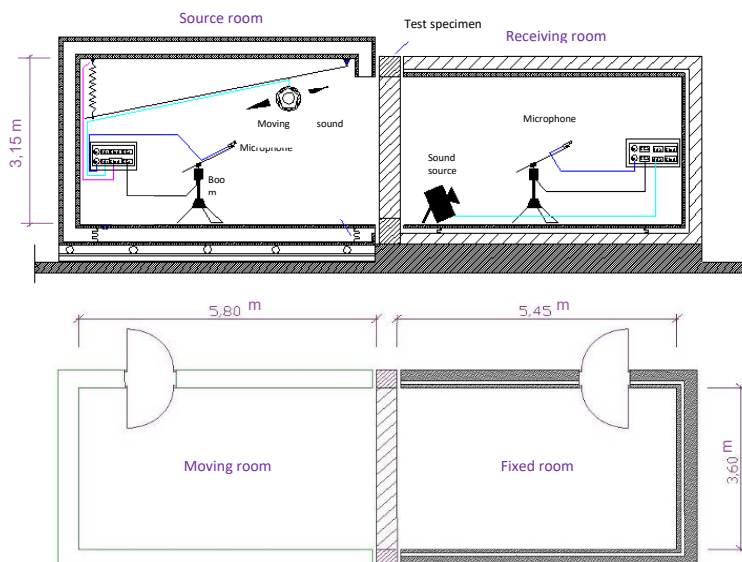 Source room
Test specimen
Receiving room
3,15 m
Moving sound
Microphone
Boo
m
Microphone
Sound
source
5,80 m
5,45 m
Moving room
Fixed room
3,60 m